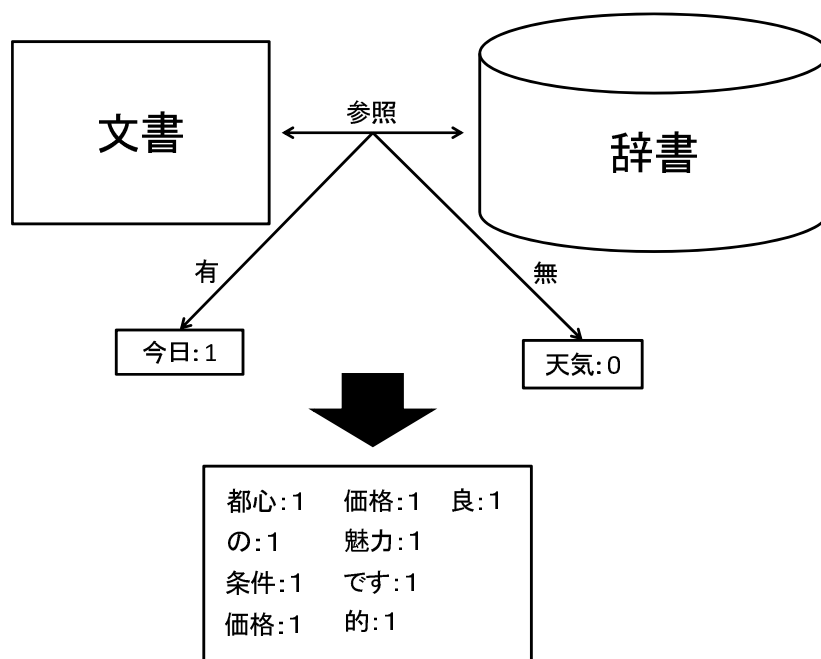 文書
参照
辞書
有
無
今日:1
天気:0
都心:1 価格:1 良:1
の:1 魅力:1
条件:1 です:1
価格:1 的:1